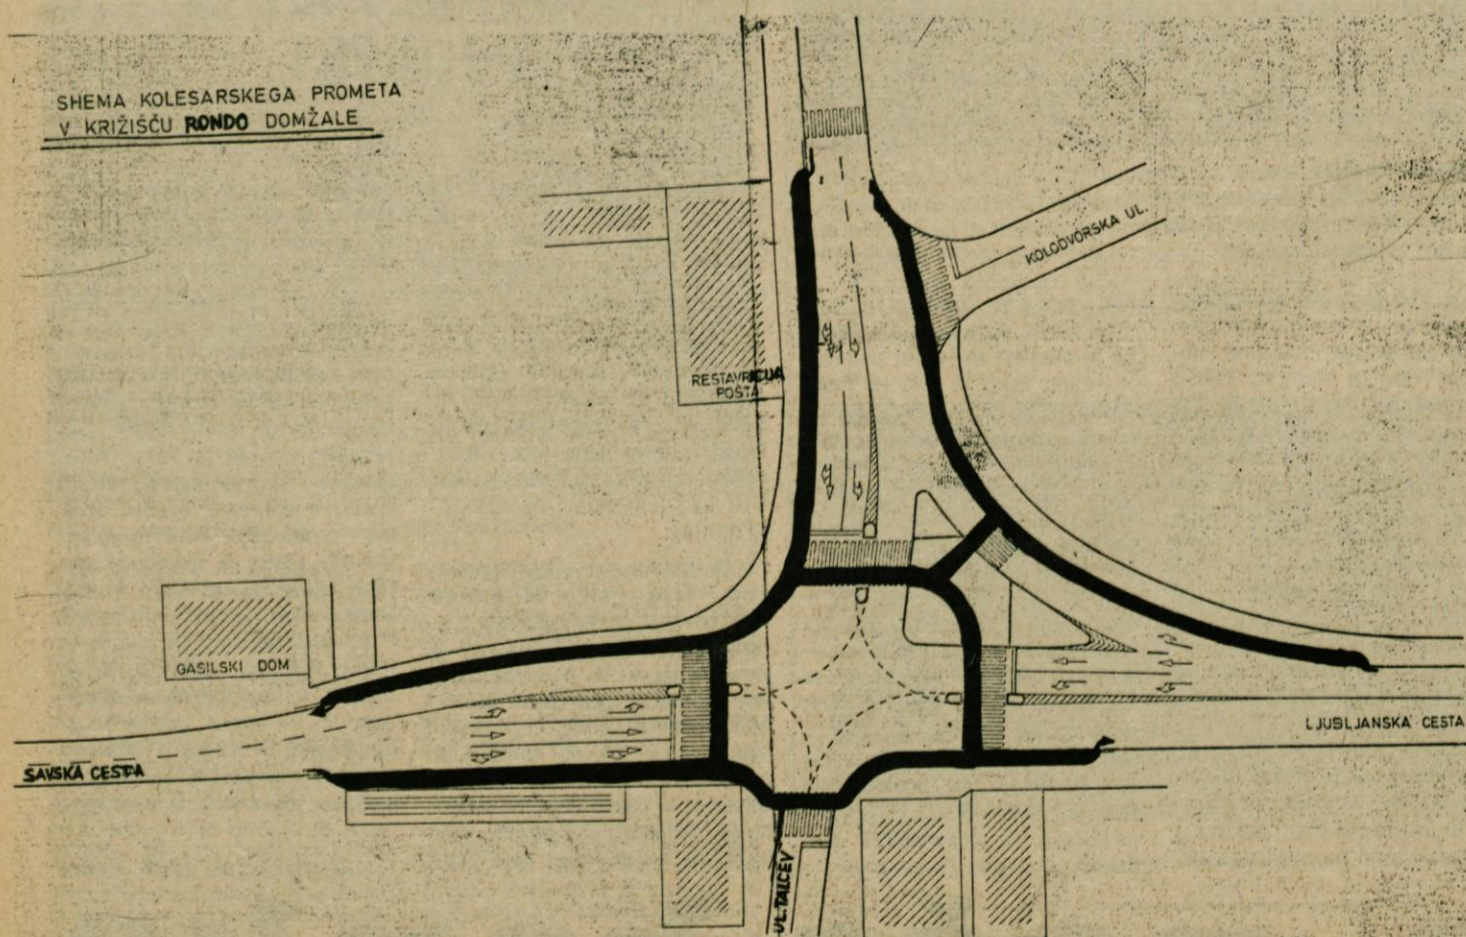 SHEMA KOLESARSKEGA PROMETA
V KRIŽIŠČU RONDO DOMŽALE
KOLODVORSKA UL.
RESTAVRACIJA
POŠTA
GASILSKI DOM
LJUBLJANSKA CESTA
SAVSKA CESTA
UL. TALCEV